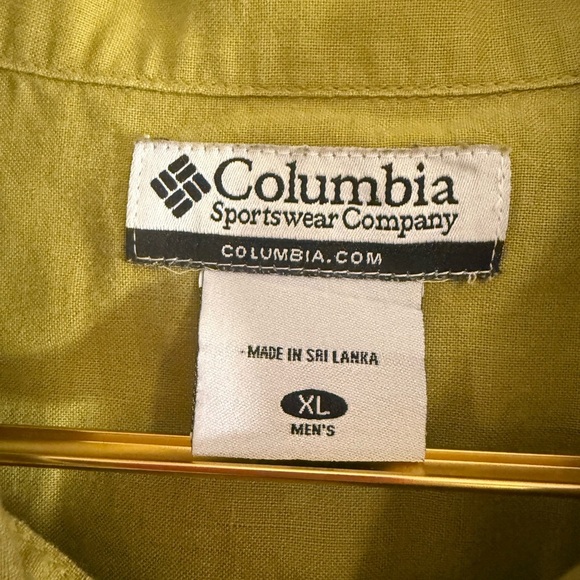 Columbia
Sportswear Company
COLUMBIA.COM
MADE IN SRI LANKA
XL
MEN'S